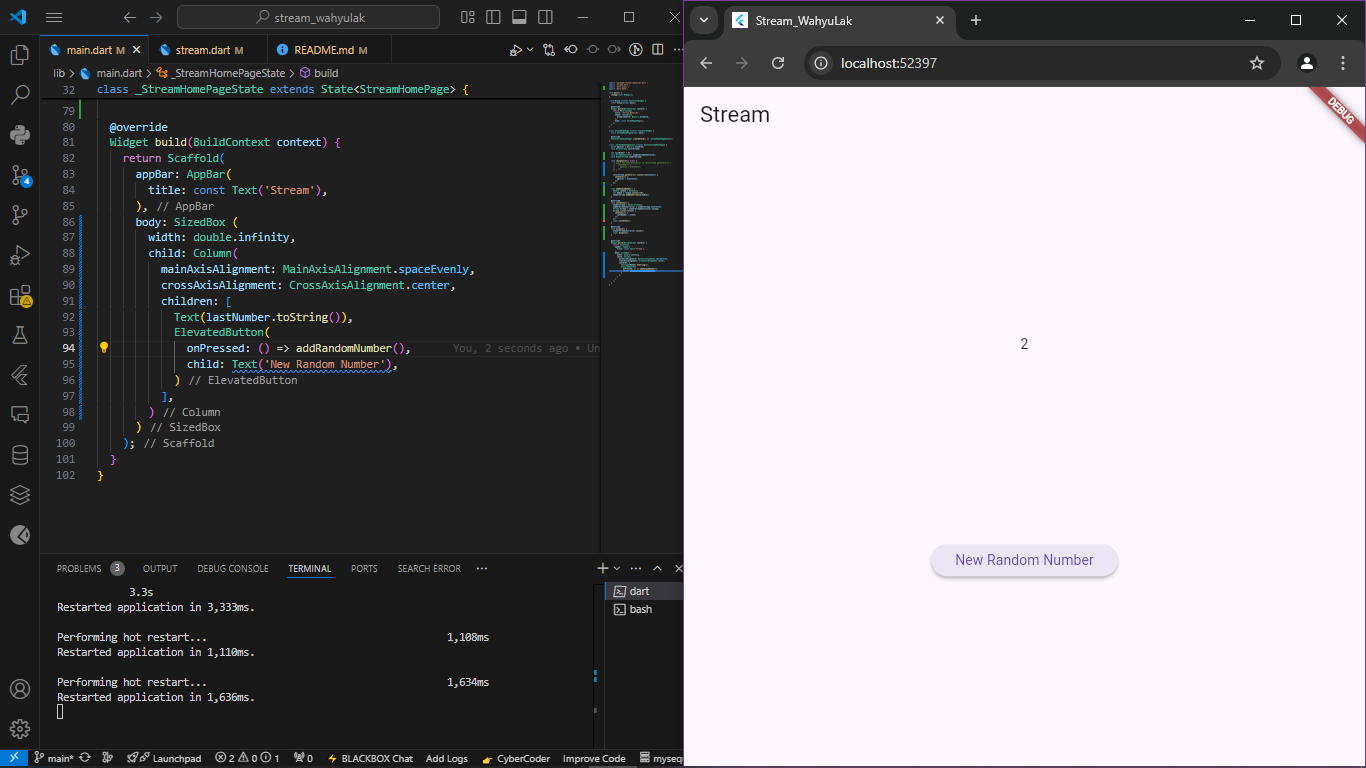 stream_wahyulak
main.dart M
stream.dart M
README.md M
lib > main.dart > _StreamHomePageState > build
32 class _StreamHomePageState extends State<StreamHomePage> {
79
80 @override
81 Widget build(BuildContext context) {
82 return Scaffold(
83 appBar: AppBar(
84 title: const Text('Stream'),
85 ), // AppBar
86 body: SizedBox (
87 width: double.infinity,
88 child: Column(
89 mainAxisAlignment: MainAxisAlignment.spaceEvenly,
90 crossAxisAlignment: CrossAxisAlignment.center,
91 children: [
92 Text(lastNumber.toString()),
93 ElevatedButton(
94 onPressed: () => addRandomNumber(), You, 2 seconds ago • Un
95 child: Text('New Random Number'),
96 ) // ElevatedButton
97 ],
98 ) // Column
99 ) // SizedBox
100 ); // Scaffold
101 }
102 }
4
PROBLEMS 3 OUTPUT DEBUG CONSOLE TERMINAL PORTS SEARCH ERROR
3.3s
Restarted application in 3,333ms.
Performing hot restart... 1,108ms
Restarted application in 1,110ms.
Performing hot restart... 1,634ms
Restarted application in 1,636ms.
dart
bash
main* Launchpad 2 0 1 0 BLACKBOX Chat Add Logs CyberCoder Improve Code myseq
Stream_WahyuLak
localhost:52397
Stream
DEBUG
2
New Random Number